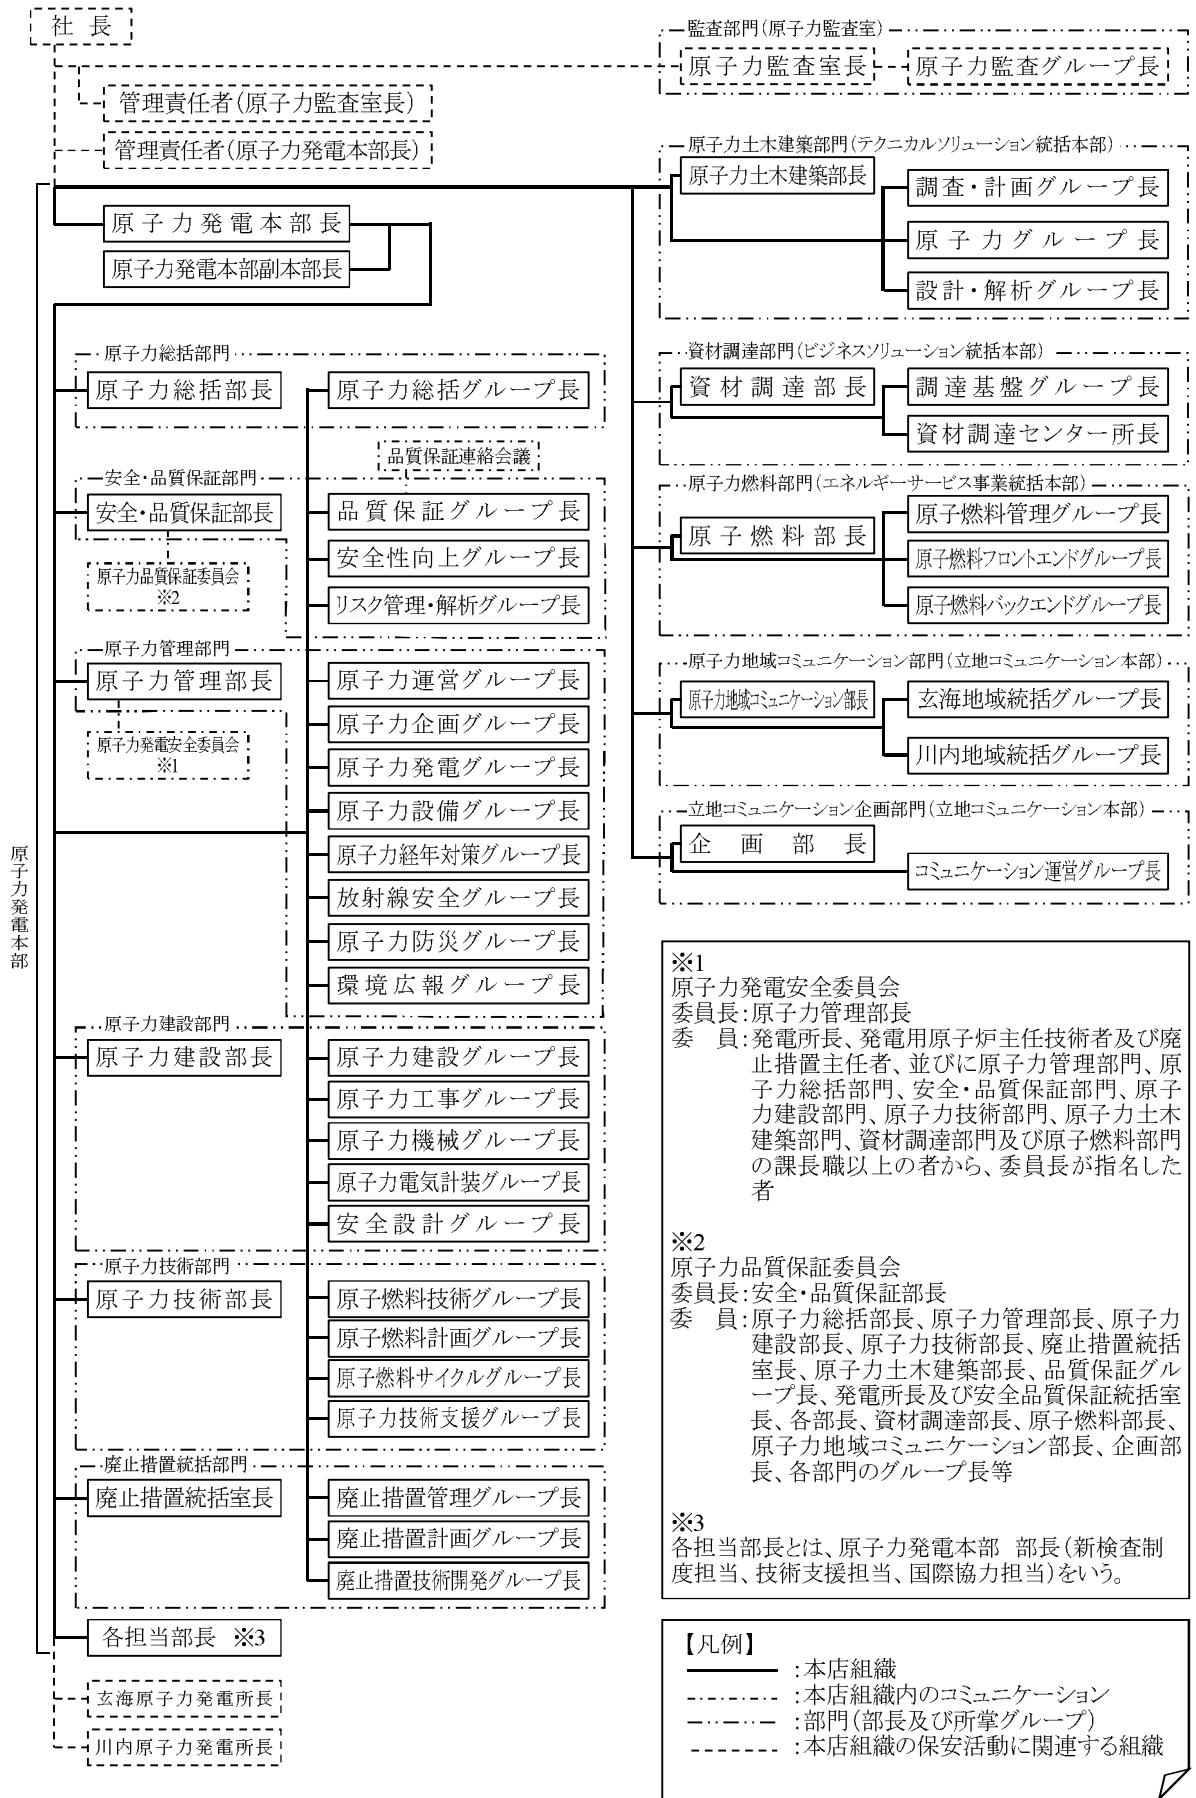 社長
監査部門(原子力監査室)
原子力監査室長
原子力監査グループ長
管理責任者(原子力監査室長)
管理責任者(原子力発電本部長)
原子力発電本部長
原子力発電本部副本部長
原子力発電本部
原子力総括部門
原子力総括部長
原子力総括グループ長
品質保証連絡会議
安全・品質保証部門
安全・品質保証部長
原子力品質保証委員会
※2
品質保証グループ長
安全性向上グループ長
リスク管理・解析グループ長
原子力管理部門
原子力管理部長
原子力発電安全委員会
※1
原子力運営グループ長
原子力企画グループ長
原子力発電グループ長
原子力設備グループ長
原子力経年対策グループ長
放射線安全グループ長
原子力防災グループ長
環境広報グループ長
原子力建設部門
原子力建設部長
原子力建設グループ長
原子力工事グループ長
原子力機械グループ長
原子力電気計装グループ長
安全設計グループ長
原子力技術部門
原子力技術部長
原子燃料技術グループ長
原子燃料計画グループ長
原子燃料サイクルグループ長
原子力技術支援グループ長
廃止措置統括部門
廃止措置統括室長
廃止措置管理グループ長
廃止措置計画グループ長
廃止措置技術開発グループ長
各担当部長 ※3
玄海原子力発電所長
川内原子力発電所長
原子力土木建築部門(テクニカルソリューション統括本部)
原子力土木建築部長
調査・計画グループ長
原子力グループ長
設計・解析グループ長
資材調達部門(ビジネスソリューション統括本部)
資材調達部長
調達基盤グループ長
資材調達センター所長
原子力燃料部門(エネルギーサービス事業統括本部)
原子燃料部長
原子燃料管理グループ長
原子燃料フロントエンドグループ長
原子燃料バックエンドグループ長
原子力地域コミュニケーション部門(立地コミュニケーション本部)
原子力地域コミュニケーション部長
玄海地域統括グループ長
川内地域統括グループ長
立地コミュニケーション企画部門(立地コミュニケーション本部)
企画部長
コミュニケーション運営グループ長
※1
原子力発電安全委員会
委員長:原子力管理部長
委　員:発電所長、発電用原子炉主任技術者及び廃
止措置主任者、並びに原子力管理部門、原
子力総括部門、安全・品質保証部門、原子
力建設部門、原子力技術部門、原子力土木
建築部門、資材調達部門及び原子燃料部門
の課長職以上の者から、委員長が指名した
者
※2
原子力品質保証委員会
委員長:安全・品質保証部長
委　員:原子力総括部長、原子力管理部長、原子力
建設部長、原子力技術部長、廃止措置統括
室長、原子力土木建築部長、品質保証グル
ープ長、発電所長及び安全品質保証統括室
長、各部長、資材調達部長、原子燃料部長、
原子力地域コミュニケーション部長、企画部
長、各部門のグループ長等
※3
各担当部長とは、原子力発電本部　部長(新検査制
度担当、技術支援担当、国際協力担当)をいう。
【凡例】
:本店組織
:本店組織内のコミュニケーション
:部門(部長及び所掌グループ)
:本店組織の保安活動に関連する組織